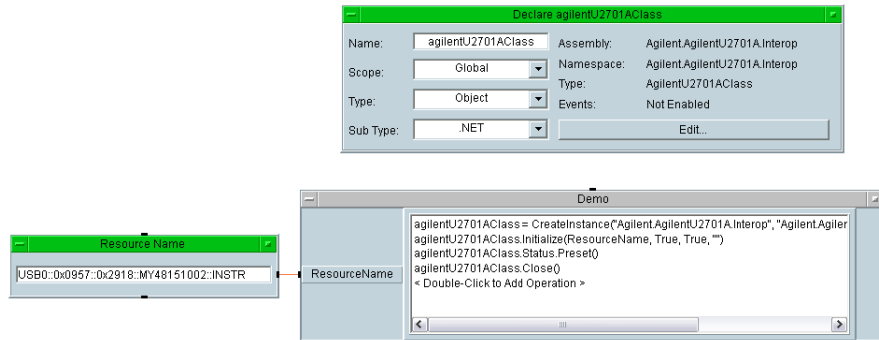 Declare agilentU2701AClass
Name: agilentU2701AClass Assembly: Agilent.AgilentU2701A.Interop
Scope: Global Namespace: Agilent.AgilentU2701A.Interop
Type: AgilentU2701AClass
Type: Object Events: Not Enabled
Sub Type: .NET Edit...
Demo
agilentU2701AClass = CreateInstance("Agilent.AgilentU2701A.Interop", "Agilent.Agiler
agilentU2701AClass.Initialize(ResourceName, True, True, "")
agilentU2701AClass.Status.Preset()
agilentU2701AClass.Close()
< Double-Click to Add Operation >
Resource Name
USB0::0x0957::0x2918::MY48151002::INSTR
ResourceName